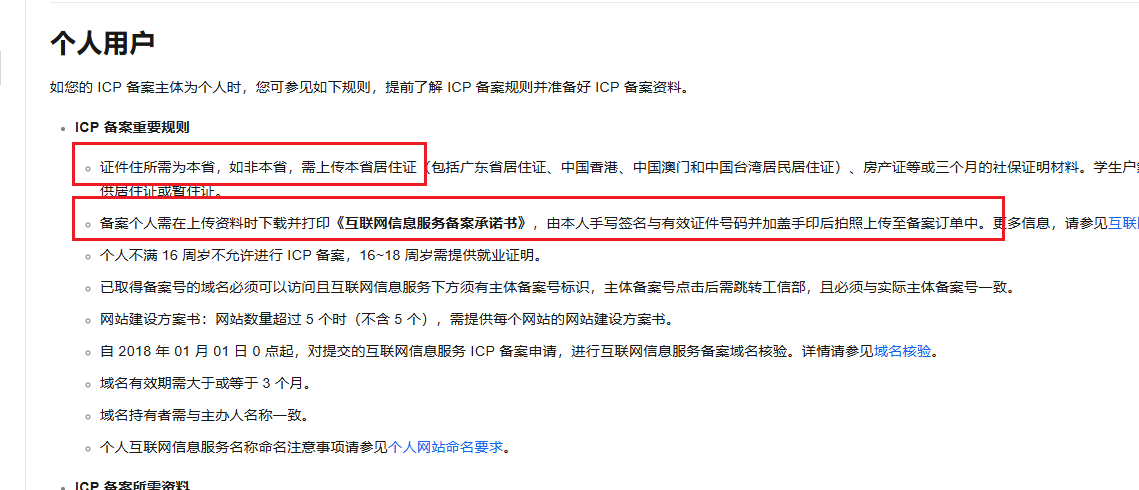 个人用户
如您的 ICP 备案主体为个人时，您可参见如下规则，提前了解 ICP 备案规则并准备好 ICP 备案资料。
ICP 备案重要规则
证件住所需为本省，如非本省，需上传本省居住证（包括广东省居住证、中国香港、中国澳门和中国台湾居民居住证）、房产证等或三个月的社保证明材料。学生户
供居住证或暂住证。
备案个人需在上传资料时下载并打印《互联网信息服务备案承诺书》，由本人手写签名与有效证件号码并加盖手印后拍照上传至备案订单中。更多信息，请参见互联
个人不满 16 周岁不允许进行 ICP 备案，16~18 周岁需提供就业证明。
已取得备案号的域名必须可以访问且互联网信息服务下方须有主体备案号标识，主体备案号点击后需跳转工信部，且必须与实际主体备案号一致。
网站建设方案书：网站数量超过 5 个时（不含 5 个），需提供每个网站的网站建设方案书。
自 2018 年 01 月 01 日 0 点起，对提交的互联网信息服务 ICP 备案申请，进行互联网信息服务备案域名核验。详情请参见域名核验。
域名有效期需大于或等于 3 个月。
域名持有者需与主办人名称一致。
个人互联网信息服务名称命名注意事项请参见个人网站命名要求。
ICP 备案所需资料